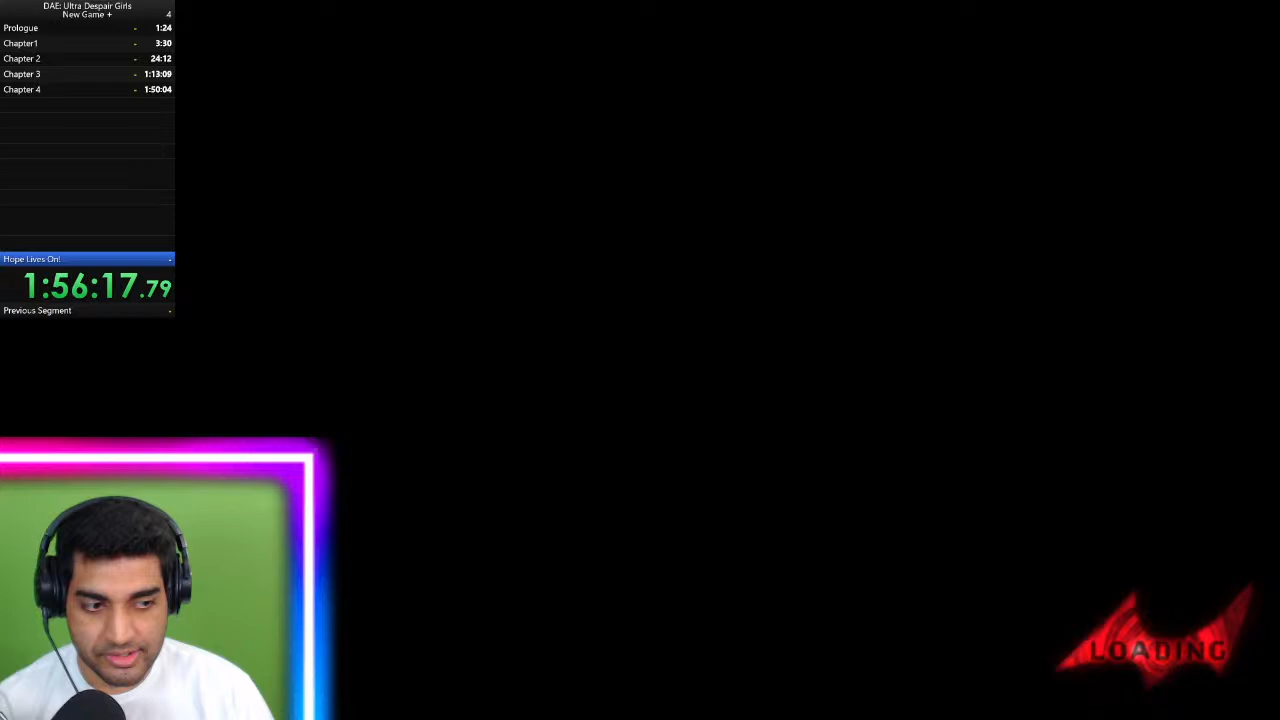 DAE: Ultra Despair Girls
New Game + 4
Prologue - 1:24
Chapter1 - 3:30
Chapter 2 - 24:12
Chapter 3 - 1:13:09
Chapter 4 - 1:50:04
Hope Lives On! -
1:56:17.79
Previous Segment -
LOADING